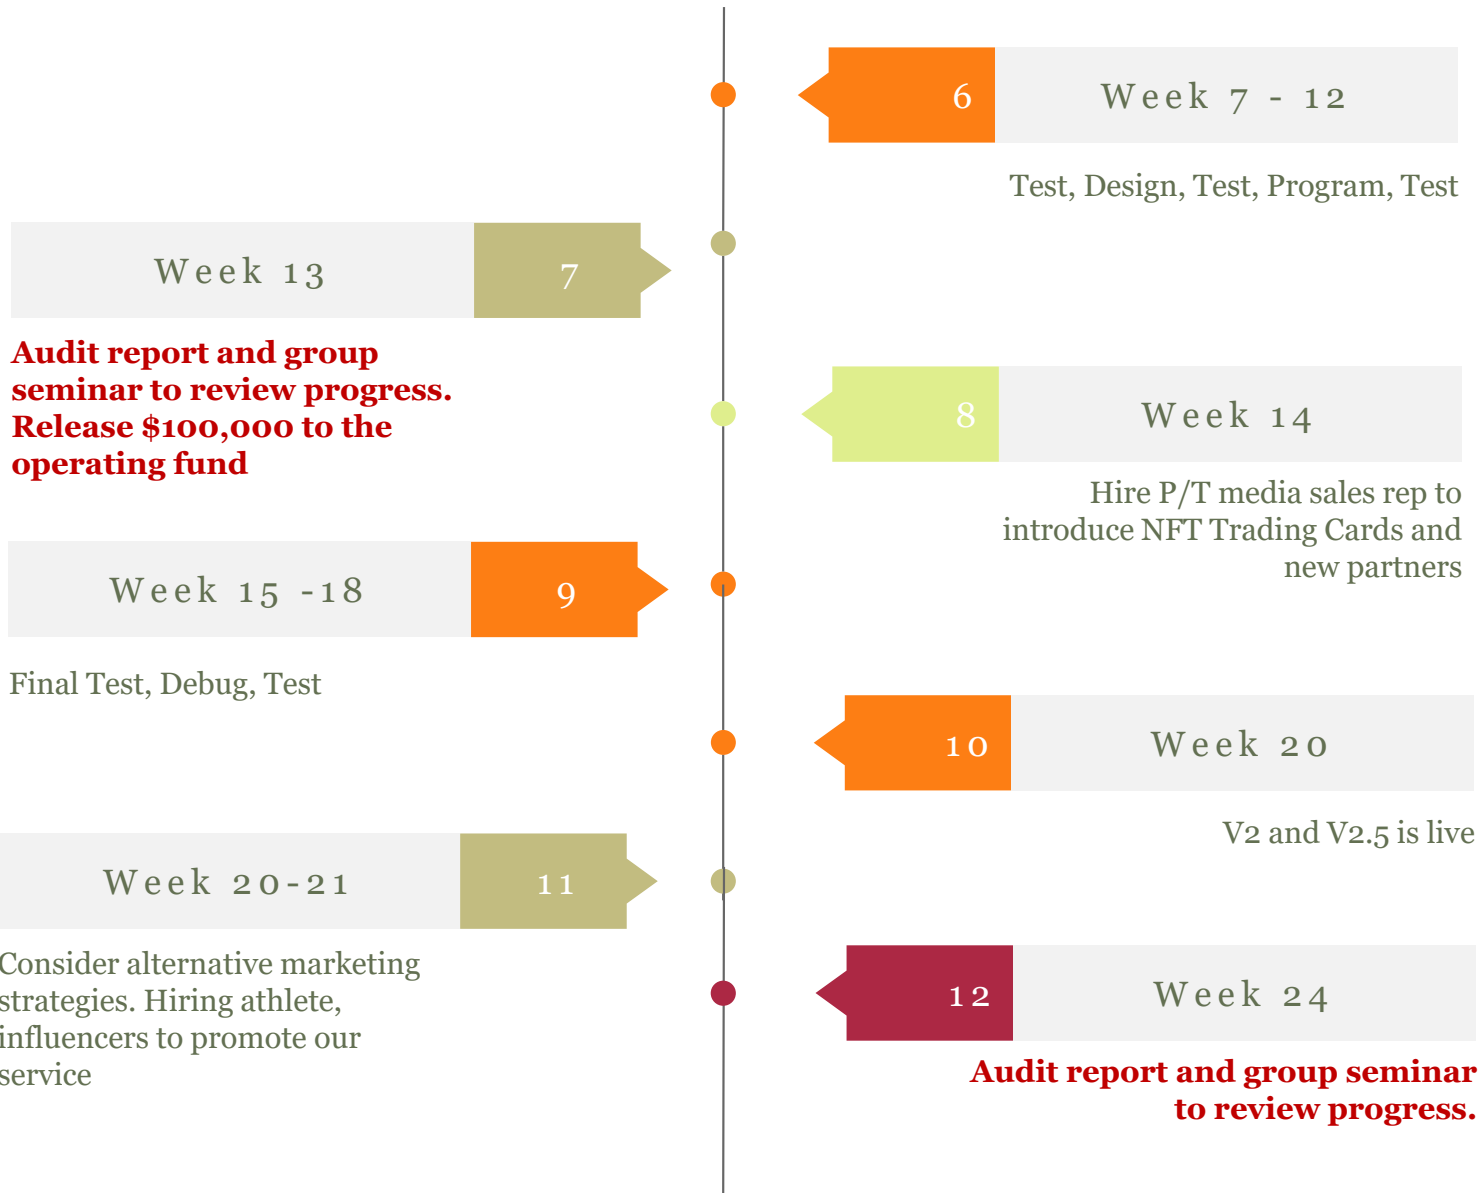 6
Week 7 - 12
Test, Design, Test, Program, Test
Week 13
7
Audit report and group
seminar to review progress.
Release $100,000 to the
operating fund
8
Week 14
Hire P/T media sales rep to
introduce NFT Trading Cards and
new partners
Week 15 -18
9
Final Test, Debug, Test
10
Week 20
V2 and V2.5 is live
Week 20-21
11
Consider alternative marketing
strategies. Hiring athlete,
influencers to promote our
service
12
Week 24
Audit report and group seminar
to review progress.